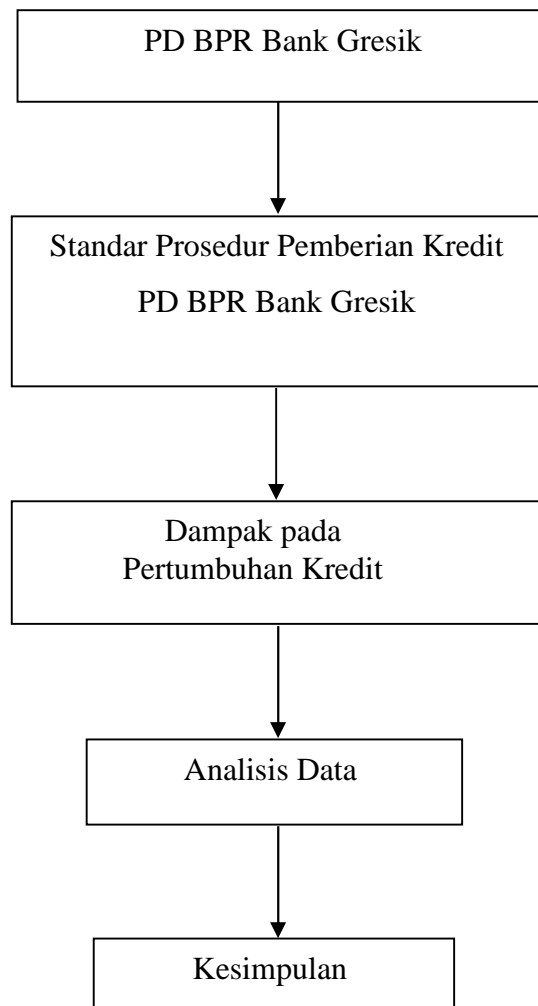 PD BPR Bank Gresik
Standar Prosedur Pemberian Kredit
PD BPR Bank Gresik
Dampak pada
Pertumbuhan Kredit
Analisis Data
Kesimpulan